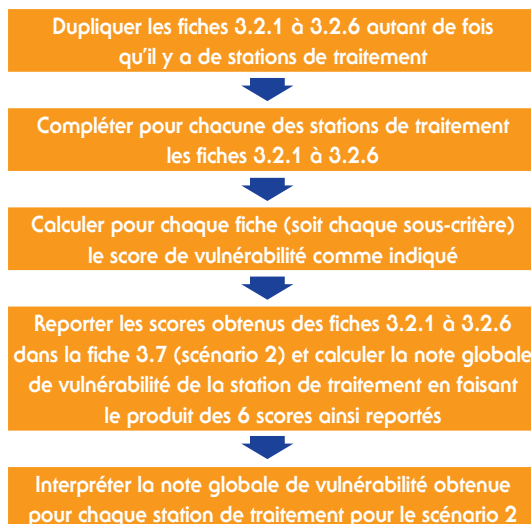 Dupliquer les fiches 3.2.1 à 3.2.6 autant de fois
qu'il y a de stations de traitement
Compléter pour chacune des stations de traitement
les fiches 3.2.1 à 3.2.6
Calculer pour chaque fiche (soit chaque sous-critère)
le score de vulnérabilité comme indiqué
Reporter les scores obtenus des fiches 3.2.1 à 3.2.6
dans la fiche 3.7 (scénario 2) et calculer la note globale
de vulnérabilité de la station de traitement en faisant
le produit des 6 scores ainsi reportés
Interpréter la note globale de vulnérabilité obtenue
pour chaque station de traitement pour le scénario 2